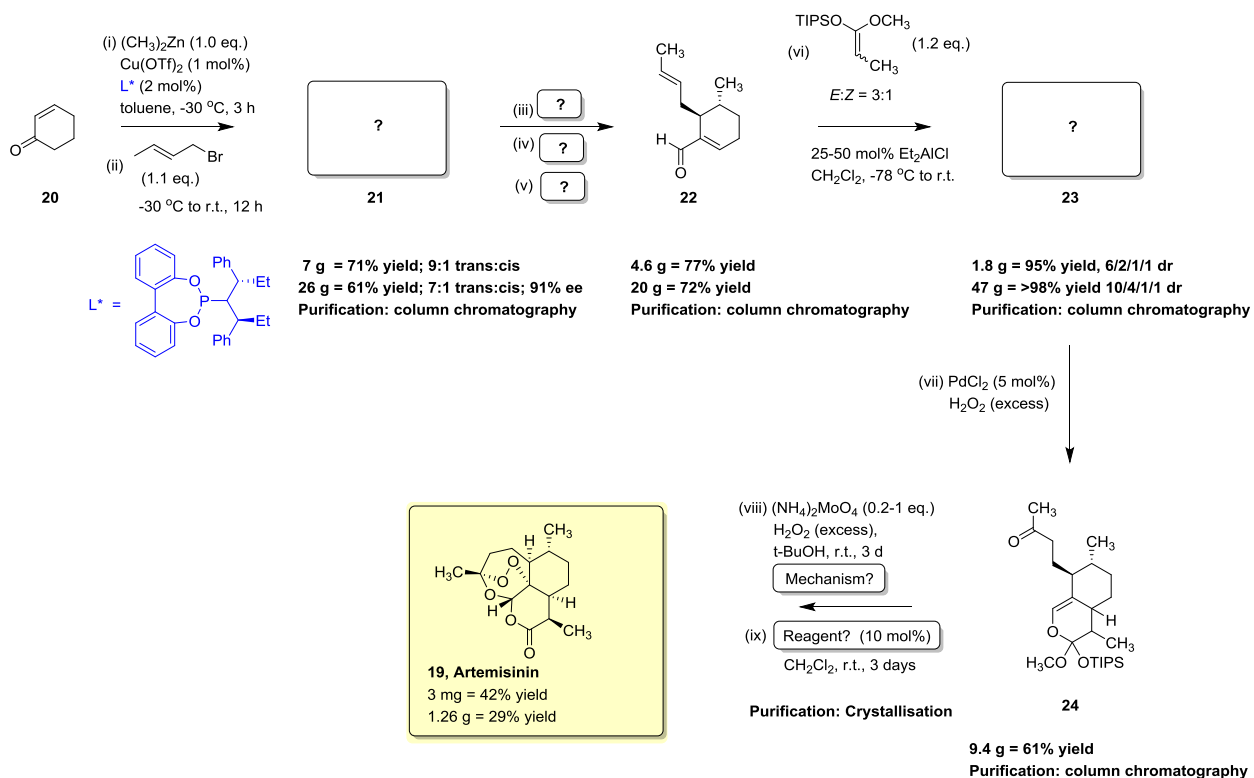 (i) (CH3)2Zn (1.0 eq.)
Cu(OTf)2 (1 mol%)
L* (2 mol%)
toluene, -30 oC, 3 h
O
20
(ii)
Br
(1.1 eq.)
-30 oC to r.t., 12 h
?
21
(iii) ?
(iv) ?
(v) ?
H3C
CH3
H
O
22
TIPSO OCH3
(vi)
(1.2 eq.)
CH3
E:Z = 3:1
25-50 mol% Et2AlCl
CH2Cl2, -78 oC to r.t.
?
23
L* =
O
P
O
Ph
Et
Et
Ph
7 g = 71% yield; 9:1 trans:cis
26 g = 61% yield; 7:1 trans:cis; 91% ee
Purification: column chromatography
4.6 g = 77% yield
20 g = 72% yield
Purification: column chromatography
1.8 g = 95% yield, 6/2/1/1 dr
47 g = >98% yield 10/4/1/1 dr
Purification: column chromatography
(vii) PdCl2 (5 mol%)
H2O2 (excess)
CH3
O
CH3
H
O
CH3
H3CO OTIPS
24
9.4 g = 61% yield
Purification: column chromatography
(viii) (NH4)2MoO4 (0.2-1 eq.)
H2O2 (excess),
t-BuOH, r.t., 3 d
Mechanism?
(ix) Reagent? (10 mol%)
CH2Cl2, r.t., 3 days
Purification: Crystallisation
CH3
H
H3C
O
O
O
H
H
O
CH3
O
19, Artemisinin
3 mg = 42% yield
1.26 g = 29% yield